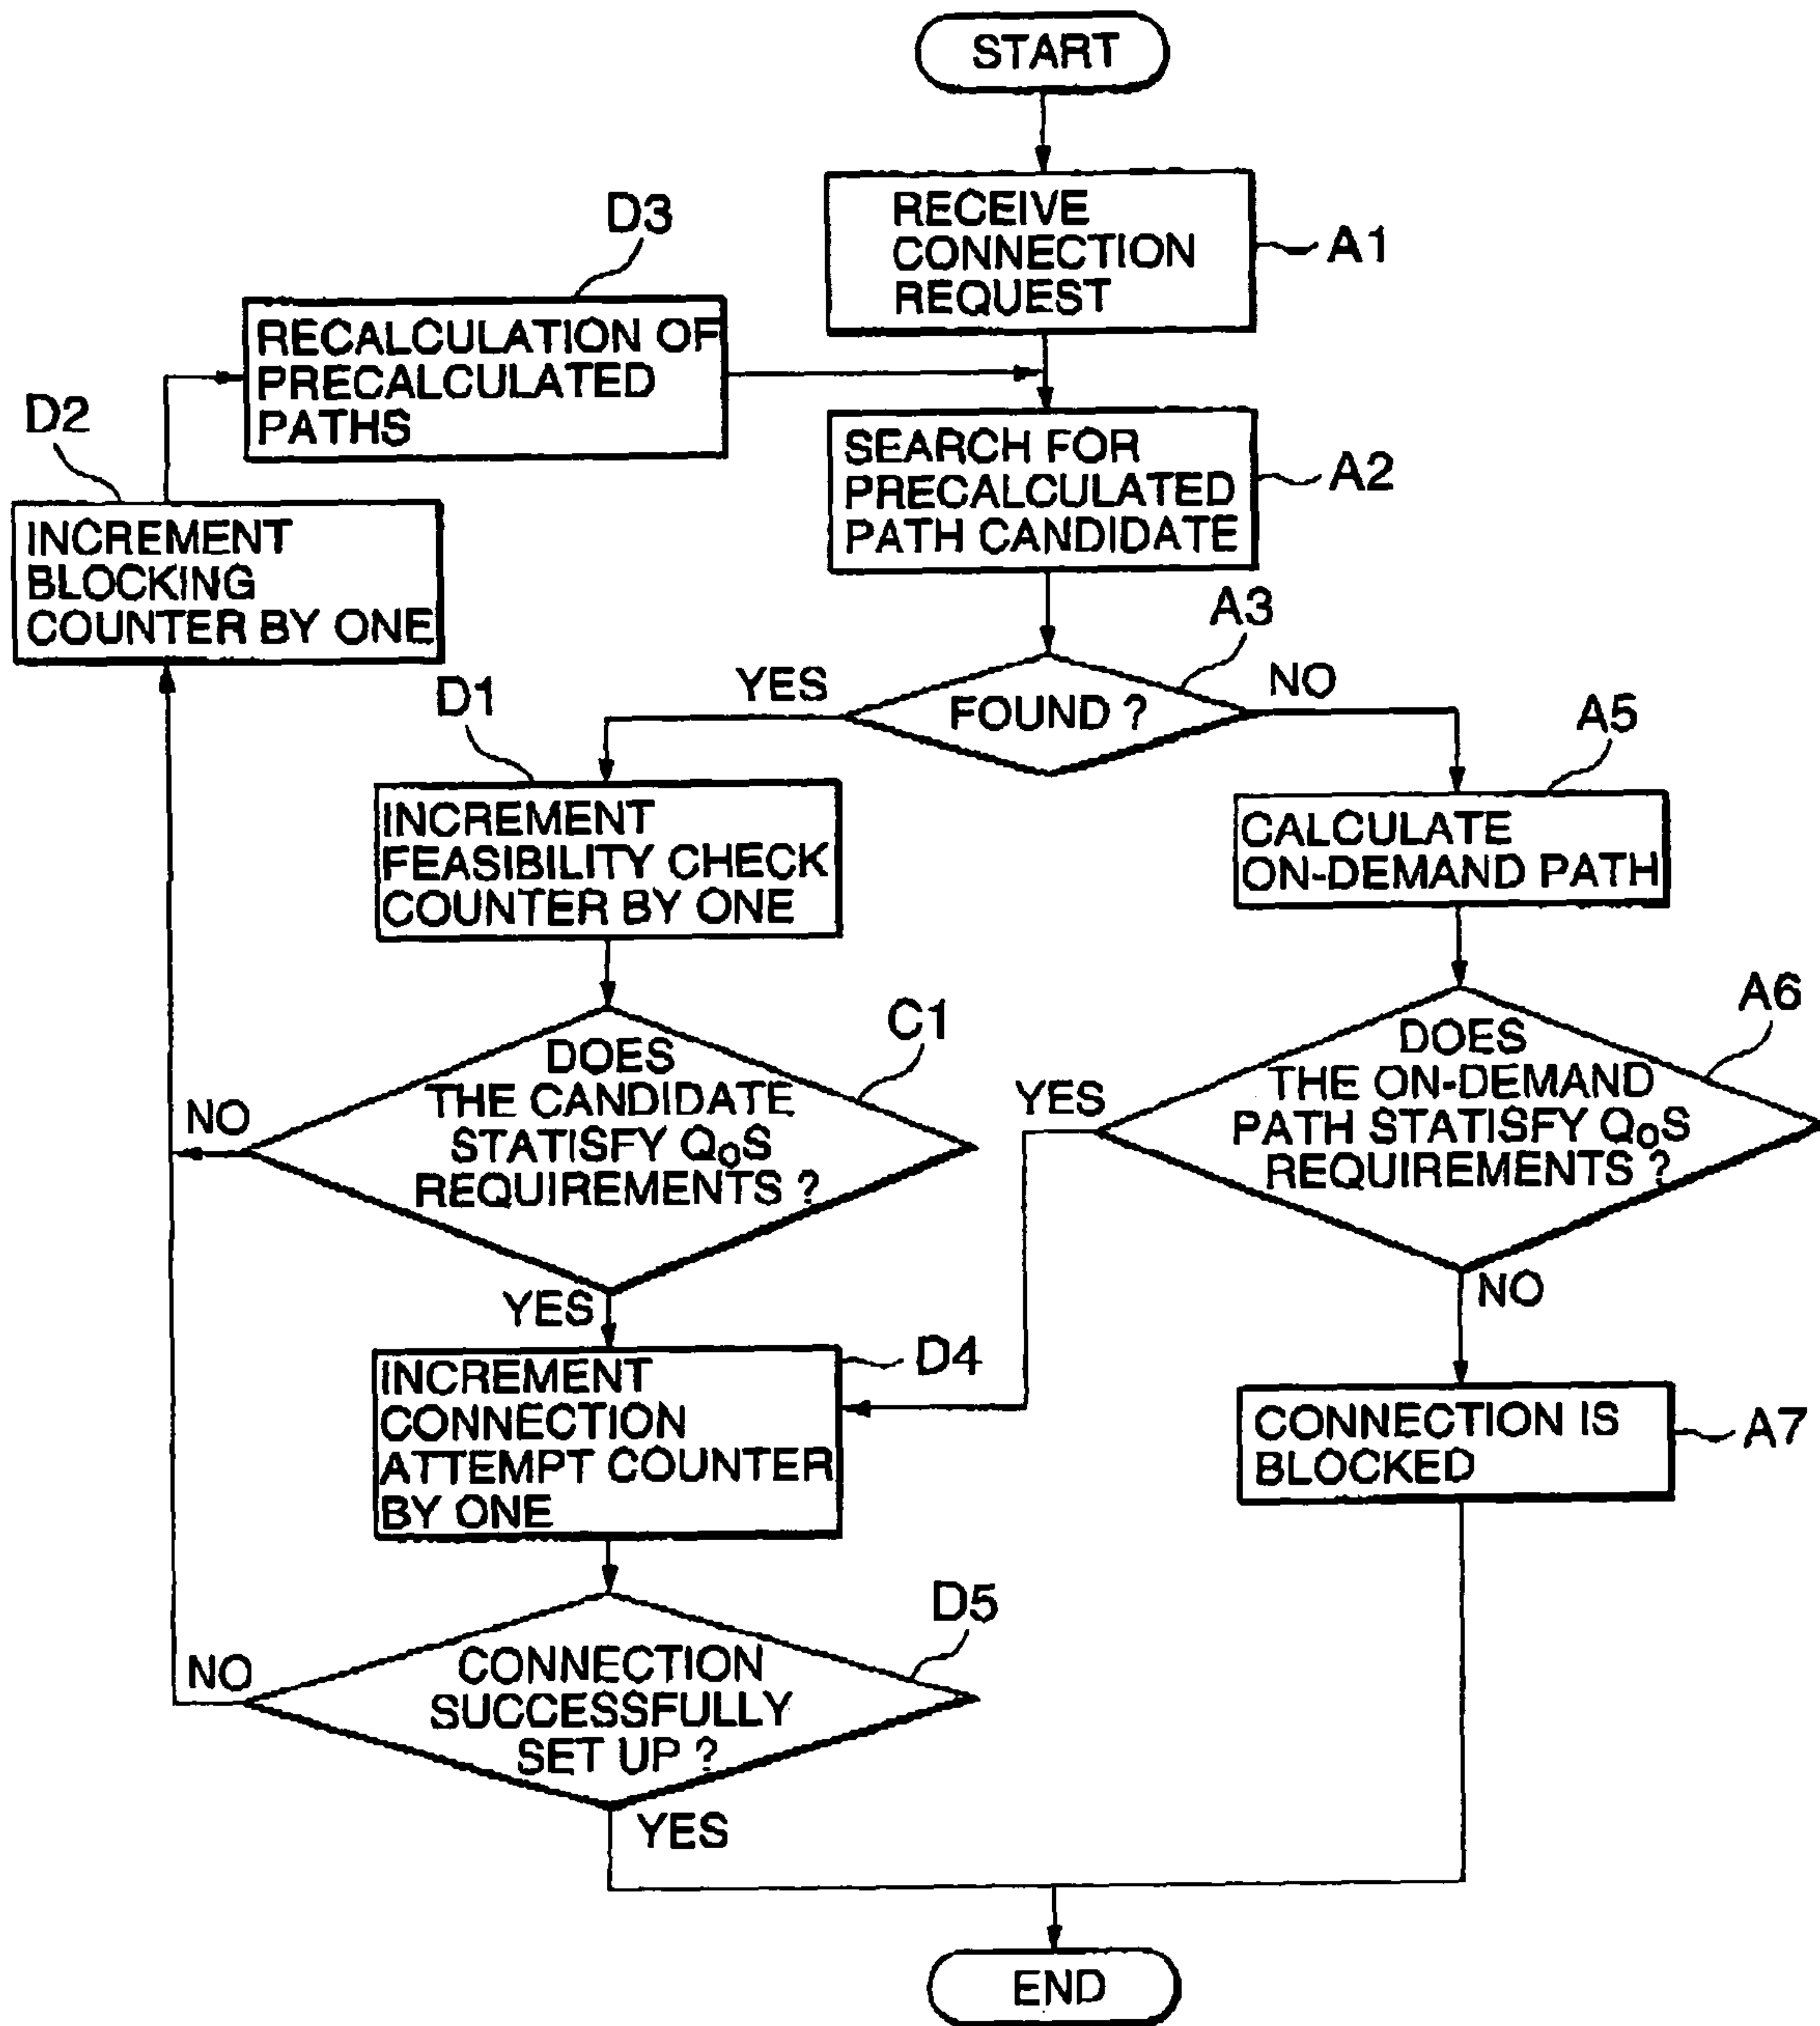 START
RECEIVE
CONNECTION
REQUEST
A1
D3
RECALCULATION OF
PRECALCULATED
PATHS
D2
INCREMENT
BLOCKING
COUNTER BY ONE
SEARCH FOR
PRECALCULATED
PATH CANDIDATE
A2
A3
YES
FOUND ?
NO
D1
INCREMENT
FEASIBILITY CHECK
COUNTER BY ONE
A5
CALCULATE
ON-DEMAND PATH
C1
DOES
THE CANDIDATE
STATISFY QoS
REQUIREMENTS ?
NO
YES
A6
DOES
THE ON-DEMAND
PATH STATISFY QoS
REQUIREMENTS ?
YES
NO
D4
INCREMENT
CONNECTION
ATTEMPT COUNTER
BY ONE
CONNECTION IS
BLOCKED
A7
D5
CONNECTION
SUCCESSFULLY
SET UP ?
NO
YES
END